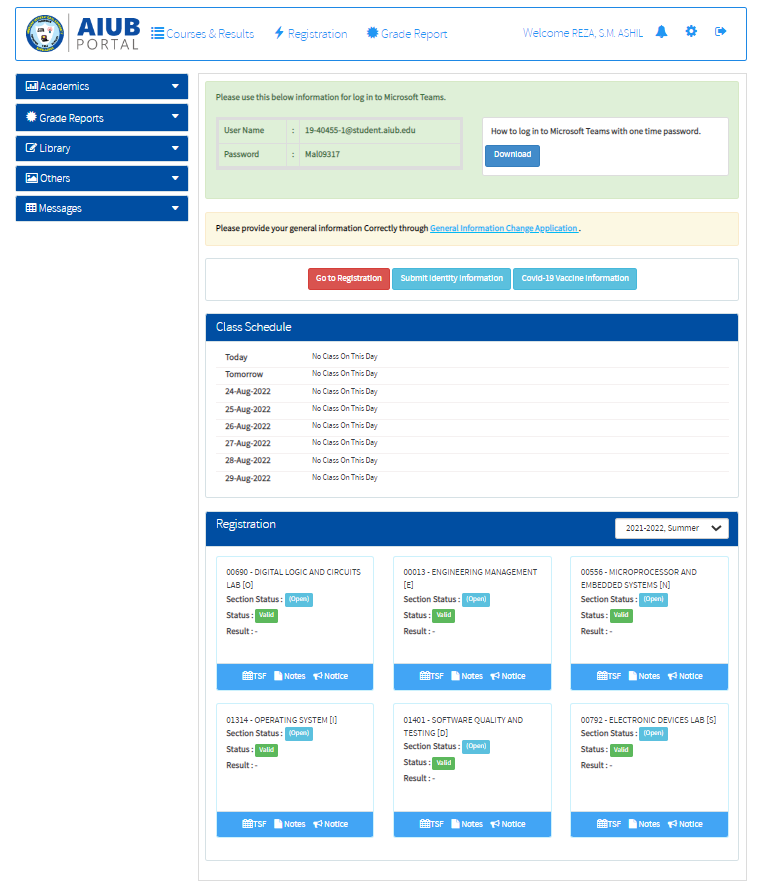 AIUB
PORTAL
Courses & Results
Registration
Grade Report
Welcome REZA, S.M. ASHIL
Academics
Grade Reports
Library
Others
Messages
Please use this below information for log in to Microsoft Teams.
User Name : 19-40455-1@student.aiub.edu
Password : Mal09317
How to log in to Microsoft Teams with one time password.
Download
Please provide your general information Correctly through General Information Change Application .
Go to Registration
Submit Identity Information
Covid-19 Vaccine Information
Class Schedule
Today No Class On This Day
Tomorrow No Class On This Day
24-Aug-2022 No Class On This Day
25-Aug-2022 No Class On This Day
26-Aug-2022 No Class On This Day
27-Aug-2022 No Class On This Day
28-Aug-2022 No Class On This Day
29-Aug-2022 No Class On This Day
Registration
2021-2022, Summer
00690 - DIGITAL LOGIC AND CIRCUITS
LAB [O]
Section Status : (Open)
Status : Valid
Result : -
TSF Notes Notice
00013 - ENGINEERING MANAGEMENT
[E]
Section Status : (Open)
Status : Valid
Result : -
TSF Notes Notice
00556 - MICROPROCESSOR AND
EMBEDDED SYSTEMS [N]
Section Status : (Open)
Status : Valid
Result : -
TSF Notes Notice
01314 - OPERATING SYSTEM [I]
Section Status : (Open)
Status : Valid
Result : -
TSF Notes Notice
01401 - SOFTWARE QUALITY AND
TESTING [D]
Section Status : (Open)
Status : Valid
Result : -
TSF Notes Notice
00792 - ELECTRONIC DEVICES LAB [S]
Section Status : (Open)
Status : Valid
Result : -
TSF Notes Notice